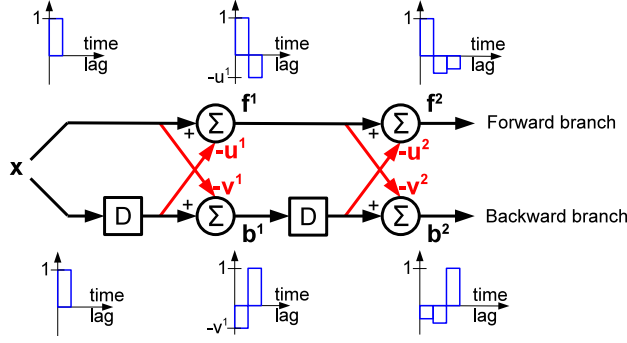 1
time
lag
1
-u¹
time
lag
1
time
lag
f¹
f²
+
Σ
+
Σ
Forward branch
-u¹
-u²
x
-v¹
-v²
D
+
Σ
D
+
Σ
Backward branch
b¹
b²
1
time
lag
1
-v¹
time
lag
1
time
lag